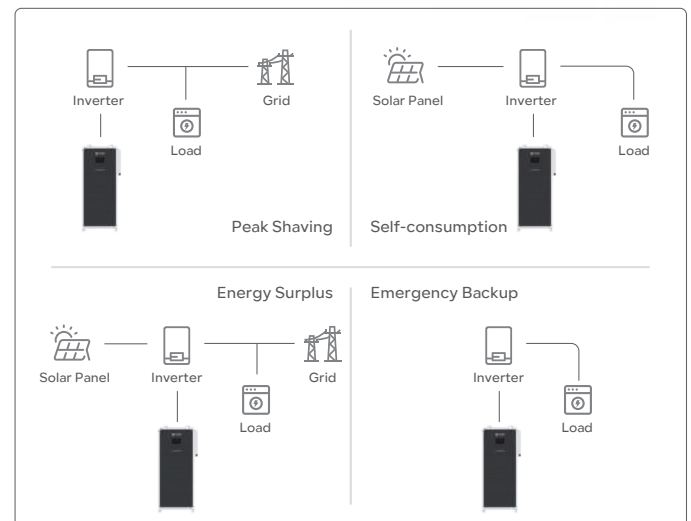 Inverter
Grid
Load
Peak Shaving
Solar Panel
Inverter
Load
Self-consumption
Energy Surplus
Solar Panel
Inverter
Grid
Load
Emergency Backup
Inverter
Load